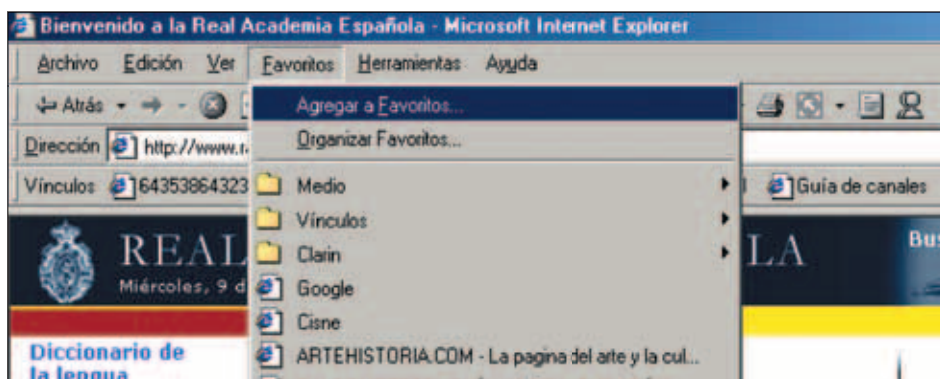 Bienvenido a la Real Academia Española - Microsoft Internet Explorer
Archivo Edición Ver Favoritos Herramientas Ayuda
Atrás
Agregar a Favoritos...
Organizar Favoritos...
Dirección http://www.r
Vínculos 64353864323 Guía de canales
Medio
Vínculos
Clarin
REAL LA Bus
Miércoles, 9 d
Google
Cisne
Diccionario de
la lengua
ARTEHISTORIA.COM - La pagina del arte y la cul...